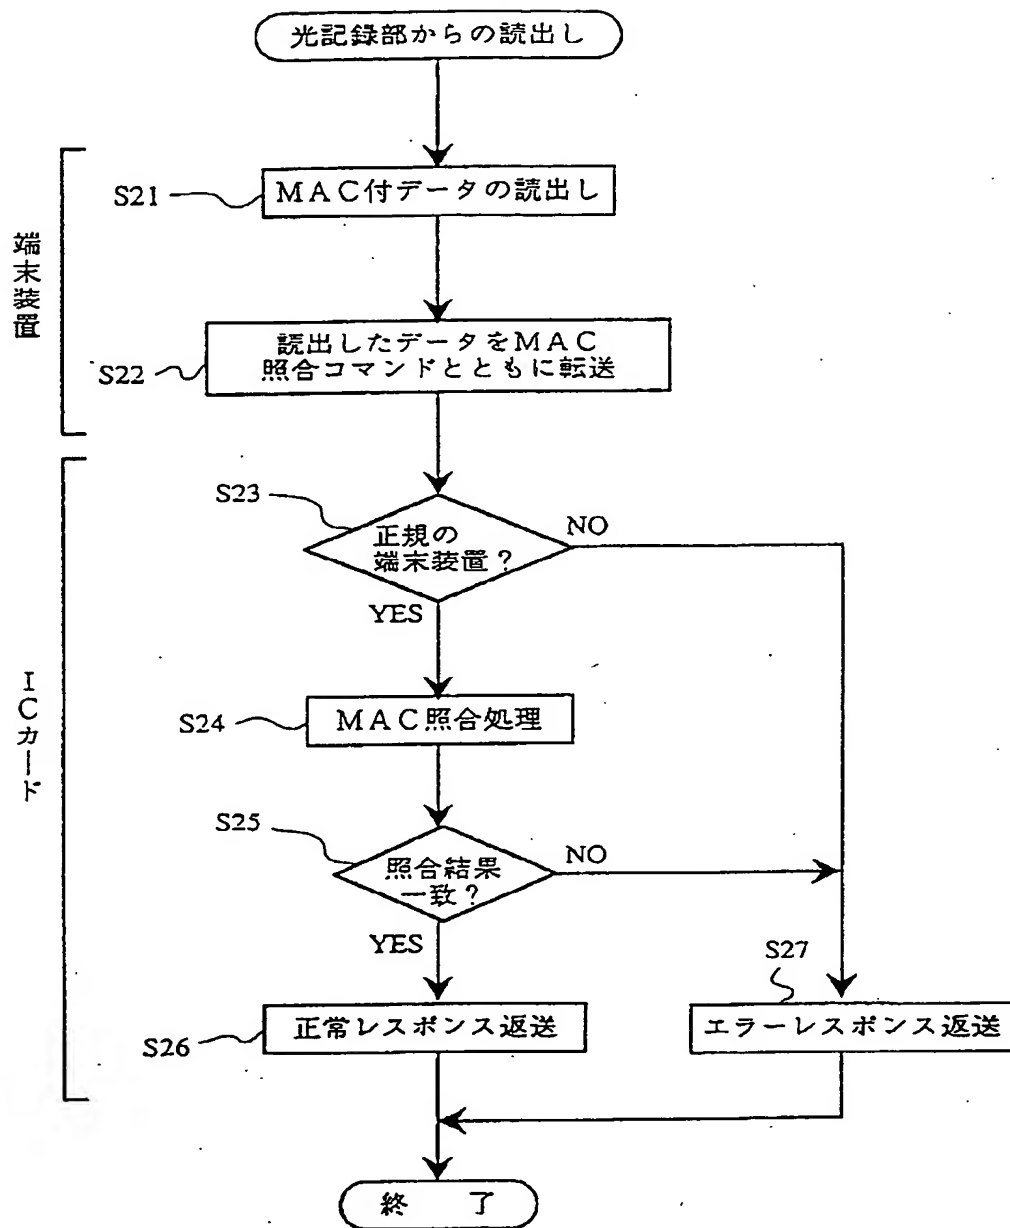 光記録部からの読出し
S21
MAC付データの読出し
端末装置
S22
読出したデータをMAC
照合コマンドとともに転送
S23
正規の
端末装置?
NO
YES
ICカード
S24
MAC照合処理
S25
照合結果
一致?
NO
YES
S26
正常レスポンス返送
S27
エラーレスポンス返送
終 了